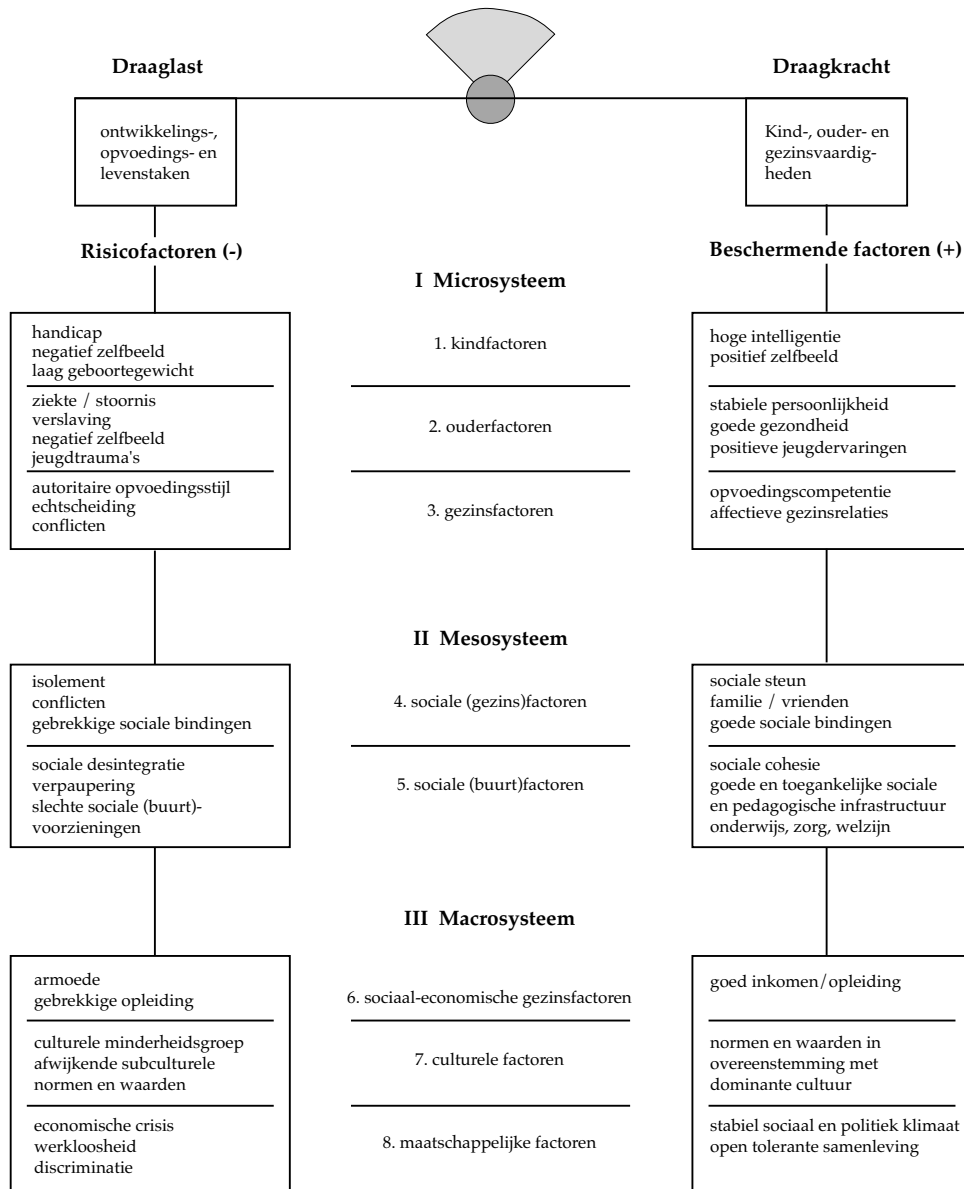 Draaglast
Draagkracht
ontwikkelings-,
opvoedings- en
levenstaken
Kind-, ouder- en
gezinsvaardig-
heden
Risicofactoren (-)
Beschermende factoren (+)
I Microsysteem
handicap
negatief zelfbeeld
laag geboortegewicht
1. kindfactoren
hoge intelligentie
positief zelfbeeld
ziekte / stoornis
verslaving
negatief zelfbeeld
jeugdtrauma's
2. ouderfactoren
stabiele persoonlijkheid
goede gezondheid
positieve jeugdervaringen
autoritaire opvoedingsstijl
echtscheiding
conflicten
3. gezinsfactoren
opvoedingscompetentie
affectieve gezinsrelaties
II Mesosysteem
isolement
conflicten
gebrekkige sociale bindingen
4. sociale (gezins)factoren
sociale steun
familie / vrienden
goede sociale bindingen
sociale desintegratie
verpaupering
slechte sociale (buurt)-
voorzieningen
5. sociale (buurt)factoren
sociale cohesie
goede en toegankelijke sociale
en pedagogische infrastructuur
onderwijs, zorg, welzijn
III Macrosysteem
armoede
gebrekkige opleiding
6. sociaal-economische gezinsfactoren
goed inkomen/opleiding
culturele minderheidsgroep
afwijkende subculturele
normen en waarden
7. culturele factoren
normen en waarden in
overeenstemming met
dominante cultuur
economische crisis
werkloosheid
discriminatie
8. maatschappelijke factoren
stabiel sociaal en politiek klimaat
open tolerante samenleving